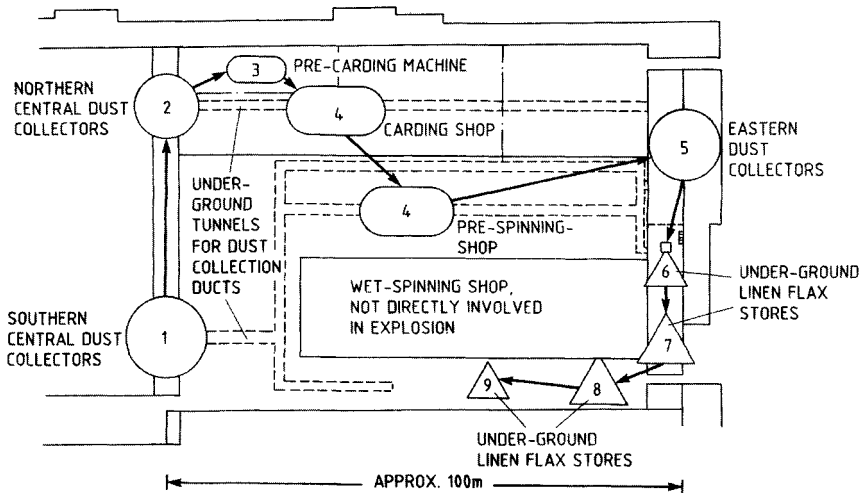 3
PRE-CARDING MACHINE
NORTHERN
CENTRAL DUST
COLLECTORS
2
4
CARDING SHOP
5
EASTERN
DUST
COLLECTORS
UNDER-
GROUND
TUNNELS
FOR DUST
COLLECTION
DUCTS
4
PRE-SPINNING-
SHOP
6
UNDER-GROUND
LINEN FLAX
STORES
WET-SPINNING SHOP,
NOT DIRECTLY INVOLVED
IN EXPLOSION
SOUTHERN
CENTRAL DUST
COLLECTORS
1
7
9
8
UNDER-GROUND
LINEN FLAX STORES
APPROX. 100m